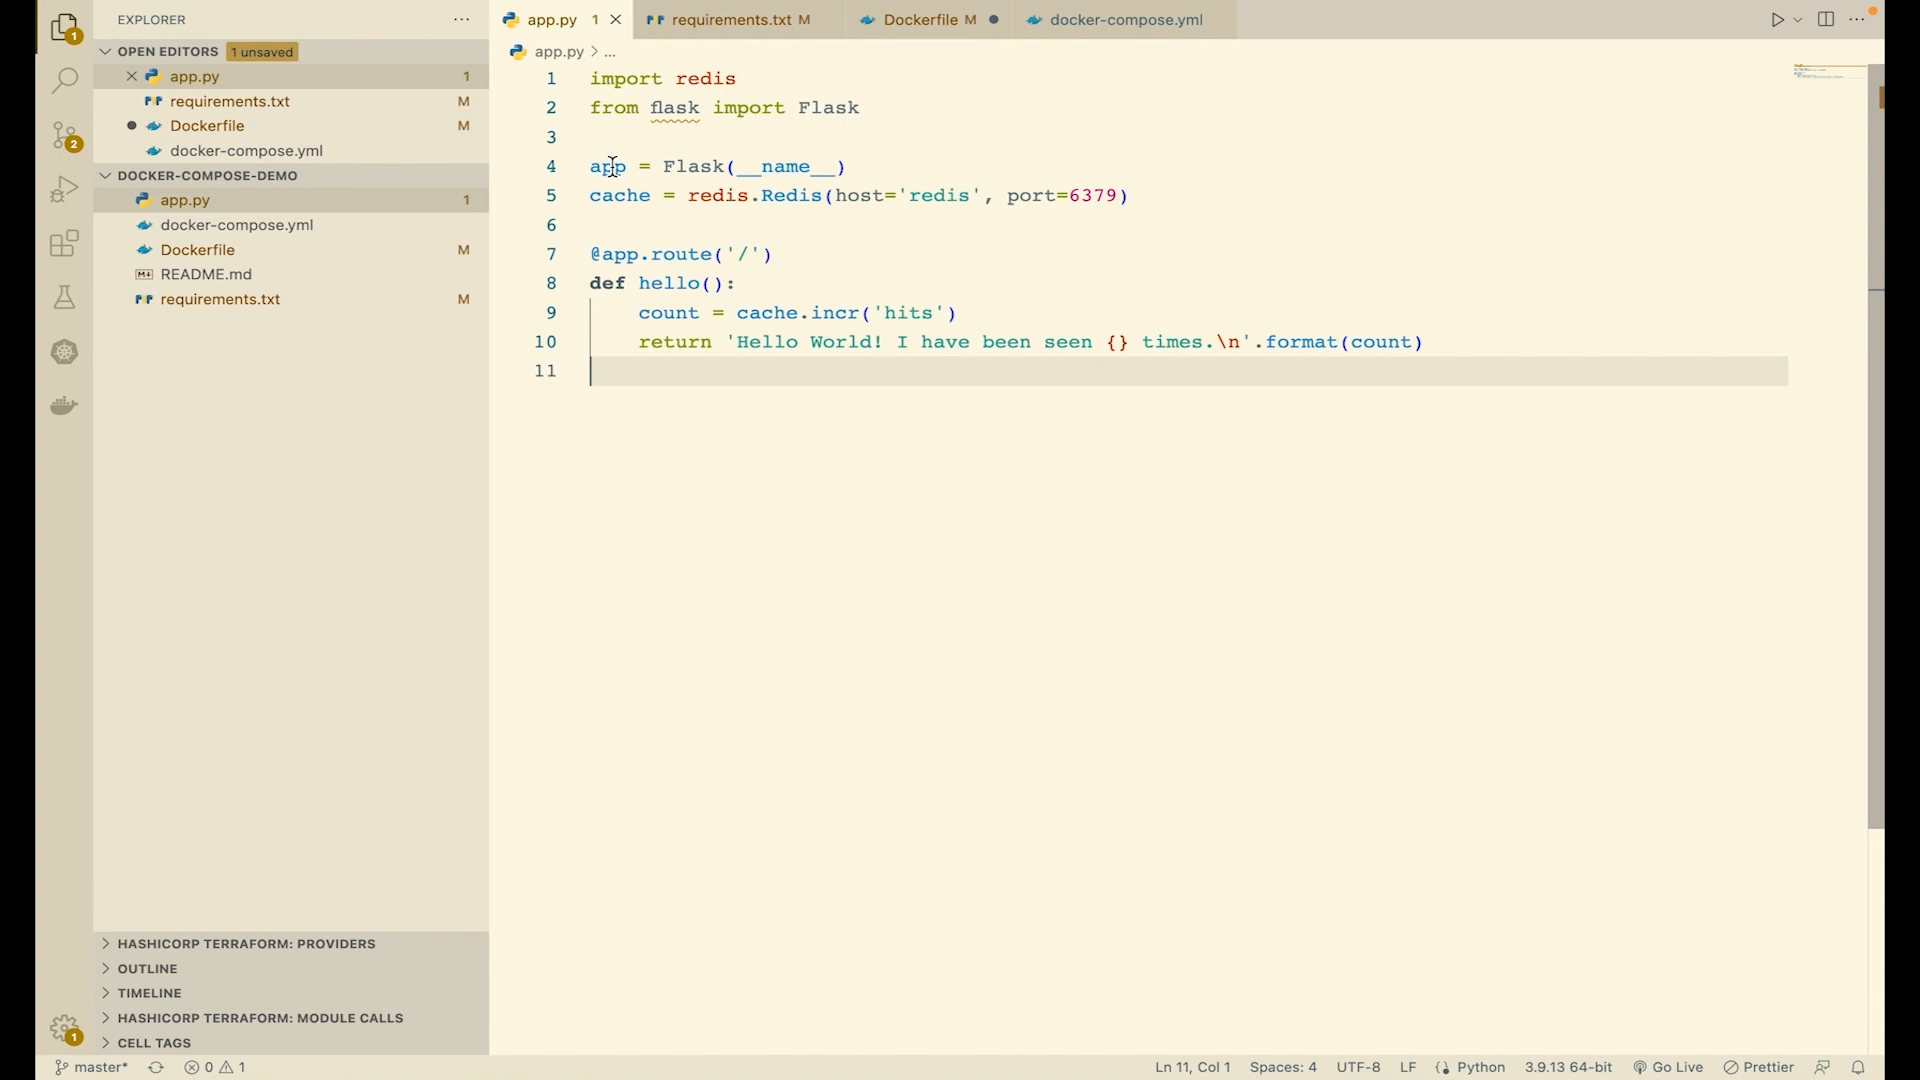 EXPLORER
OPEN EDITORS 1 unsaved
app.py 1
requirements.txt M
Dockerfile M
docker-compose.yml
DOCKER-COMPOSE-DEMO
app.py 1
docker-compose.yml
Dockerfile M
README.md
requirements.txt M
HASHICORP TERRAFORM: PROVIDERS
OUTLINE
TIMELINE
HASHICORP TERRAFORM: MODULE CALLS
CELL TAGS
1
2
1
app.py 1 requirements.txt M Dockerfile M docker-compose.yml
app.py > ...
1 import redis
2 from flask import Flask
3
4 app = Flask(__name__)
5 cache = redis.Redis(host='redis', port=6379)
6
7 @app.route('/')
8 def hello():
9     count = cache.incr('hits')
10     return 'Hello World! I have been seen {} times.\n'.format(count)
11
master* 0 1 Ln 11, Col 1 Spaces: 4 UTF-8 LF Python 3.9.13 64-bit Go Live Prettier